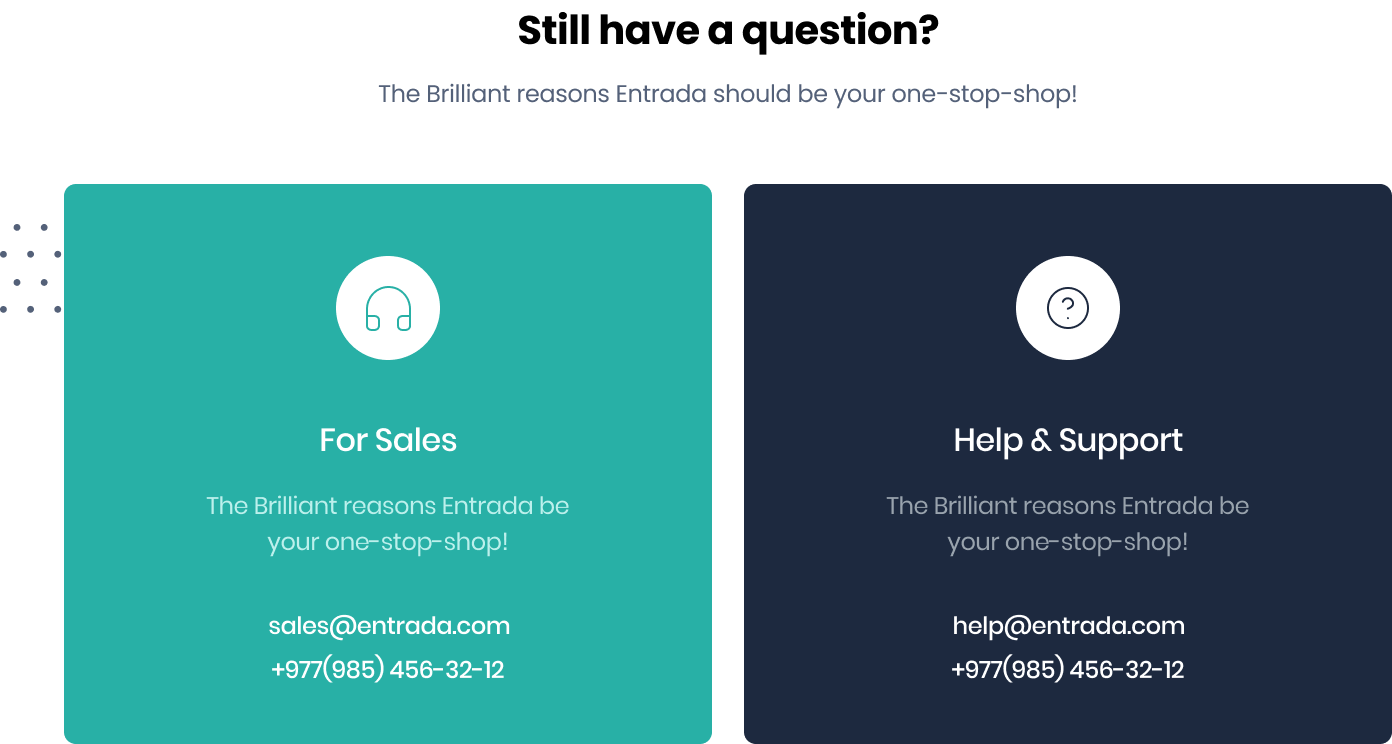 Still have a question?
The Brilliant reasons Entrada should be your one-stop-shop!
For Sales
The Brilliant reasons Entrada be
your one-stop-shop!
sales@entrada.com
+977(985) 456-32-12
Help & Support
The Brilliant reasons Entrada be
your one-stop-shop!
help@entrada.com
+977(985) 456-32-12